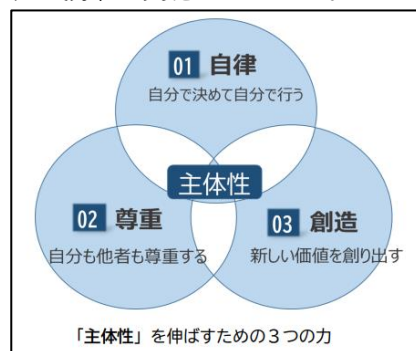 01 自律
自分で決めて自分で行う
主体性
02 尊重
自分も他者も尊重する
03 創造
新しい価値を創り出す
「主体性」を伸ばすための３つの力